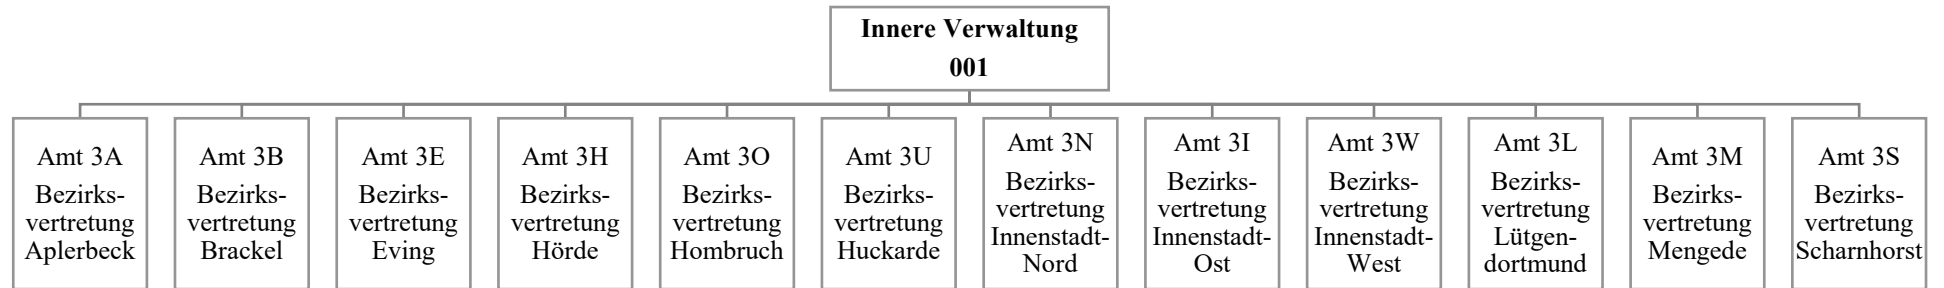 Innere Verwaltung
001
Amt 3A
Bezirks-
vertretung
Aplerbeck
Amt 3B
Bezirks-
vertretung
Brackel
Amt 3E
Bezirks-
vertretung
Eving
Amt 3H
Bezirks-
vertretung
Hörde
Amt 3O
Bezirks-
vertretung
Hombruch
Amt 3U
Bezirks-
vertretung
Huckarde
Amt 3N
Bezirks-
vertretung
Innenstadt-
Nord
Amt 3I
Bezirks-
vertretung
Innenstadt-
Ost
Amt 3W
Bezirks-
vertretung
Innenstadt-
West
Amt 3L
Bezirks-
vertretung
Lütgen-
dortmund
Amt 3M
Bezirks-
vertretung
Mengede
Amt 3S
Bezirks-
vertretung
Scharnhorst